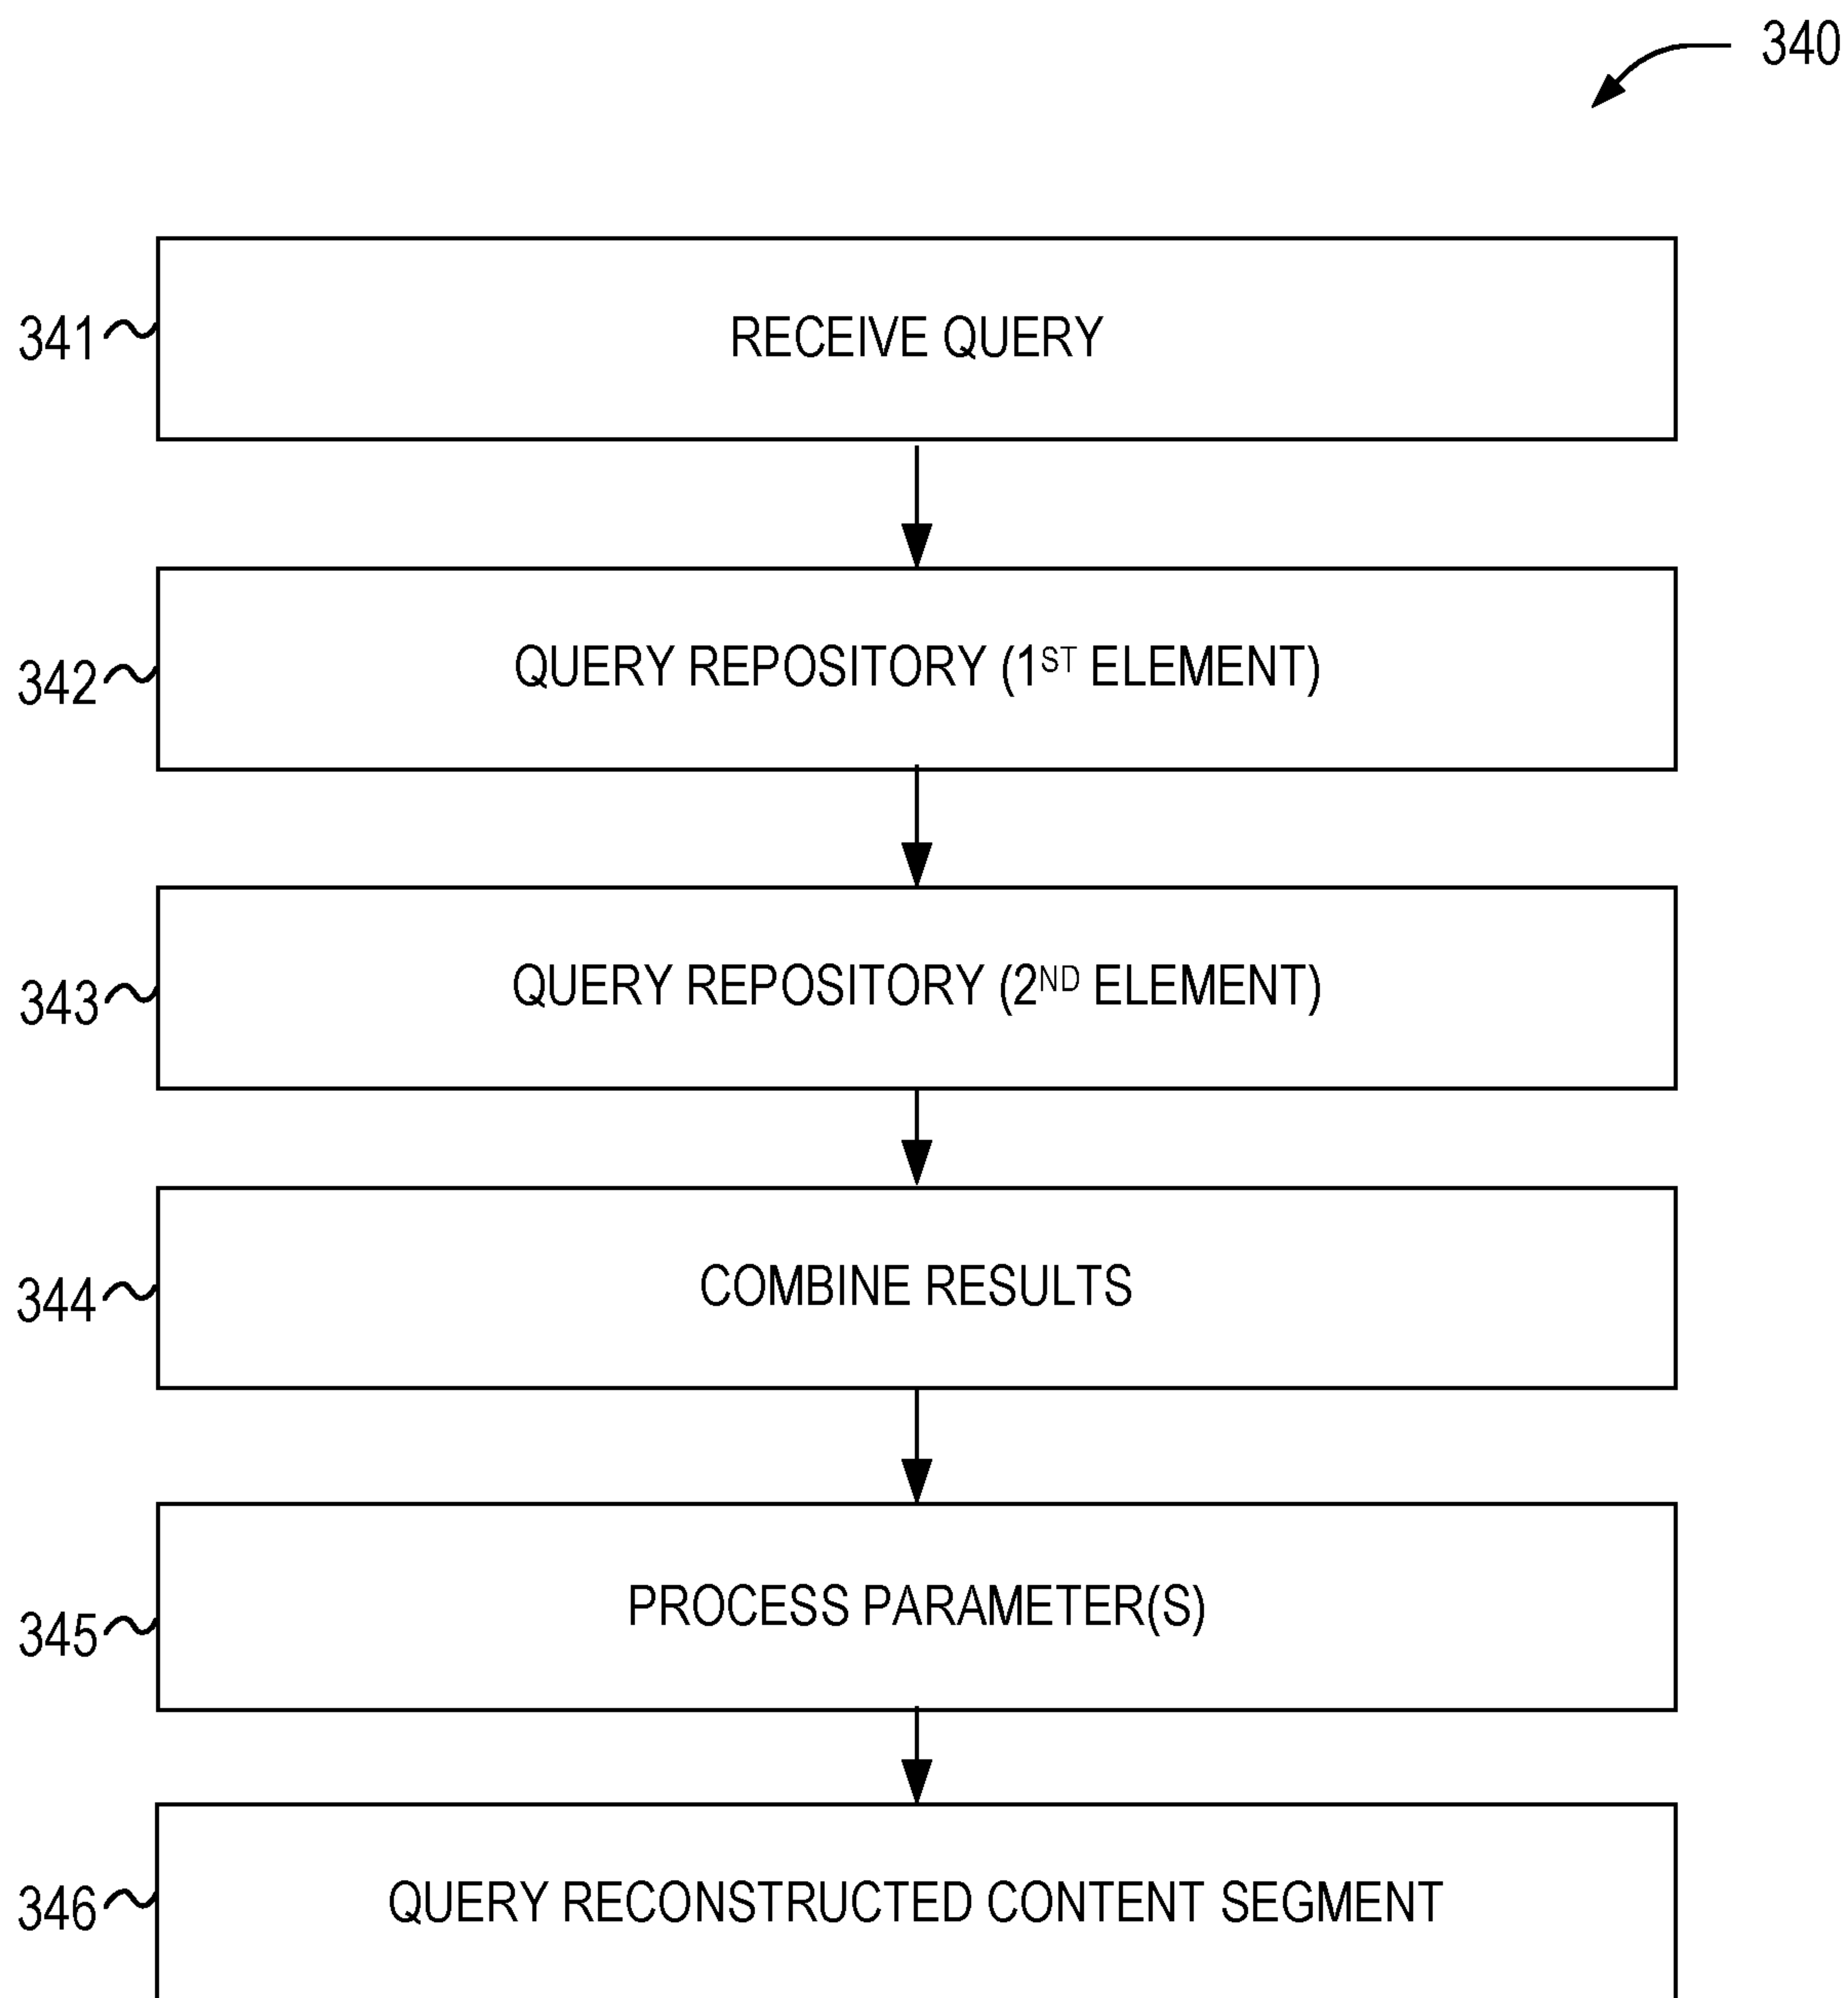 340
341 RECEIVE QUERY
342 QUERY REPOSITORY (1ST ELEMENT)
343 QUERY REPOSITORY (2ND ELEMENT)
344 COMBINE RESULTS
345 PROCESS PARAMETER(S)
346 QUERY RECONSTRUCTED CONTENT SEGMENT